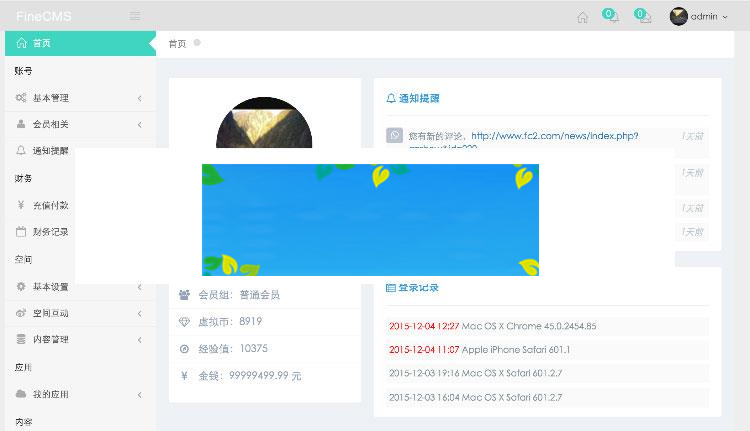 FineCMS
0
0
admin
首页
首页
账号
基本管理
会员相关
通知提醒
财务
充值付款
财务记录
空间
基本设置
空间互动
内容管理
应用
我的应用
内容
会员组：普通会员
虚拟币：8919
经验值：10375
金钱：99999499.99 元
通知提醒
您有新的评论，http://www.fc2.com/news/index.php?
1天前
1天前
1天前
1天前
登录记录
2015-12-04 12:27 Mac OS X Chrome 45.0.2454.85
2015-12-04 11:07 Apple iPhone Safari 601.1
2015-12-03 19:16 Mac OS X Safari 601.2.7
2015-12-03 16:04 Mac OS X Safari 601.2.7